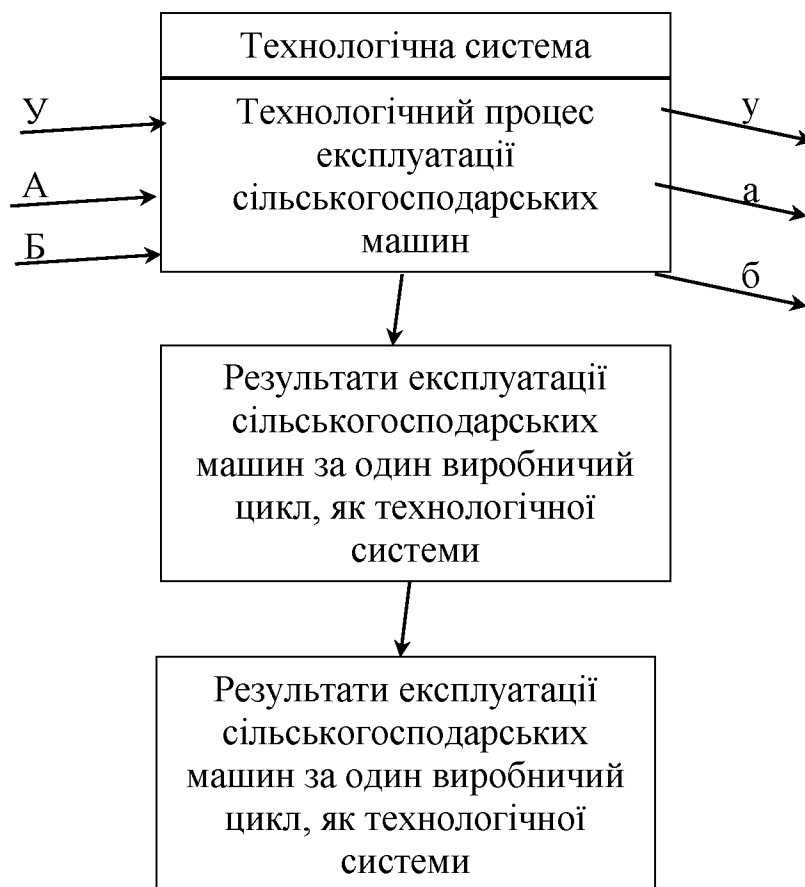 Технологічна система
У
Технологічний процес
експлуатації
сільськогосподарських
машин
у
А
а
Б
б
Результати експлуатації
сільськогосподарських
машин за один виробничий
цикл, як технологічної
системи
Результати експлуатації
сільськогосподарських
машин за один виробничий
цикл, як технологічної
системи